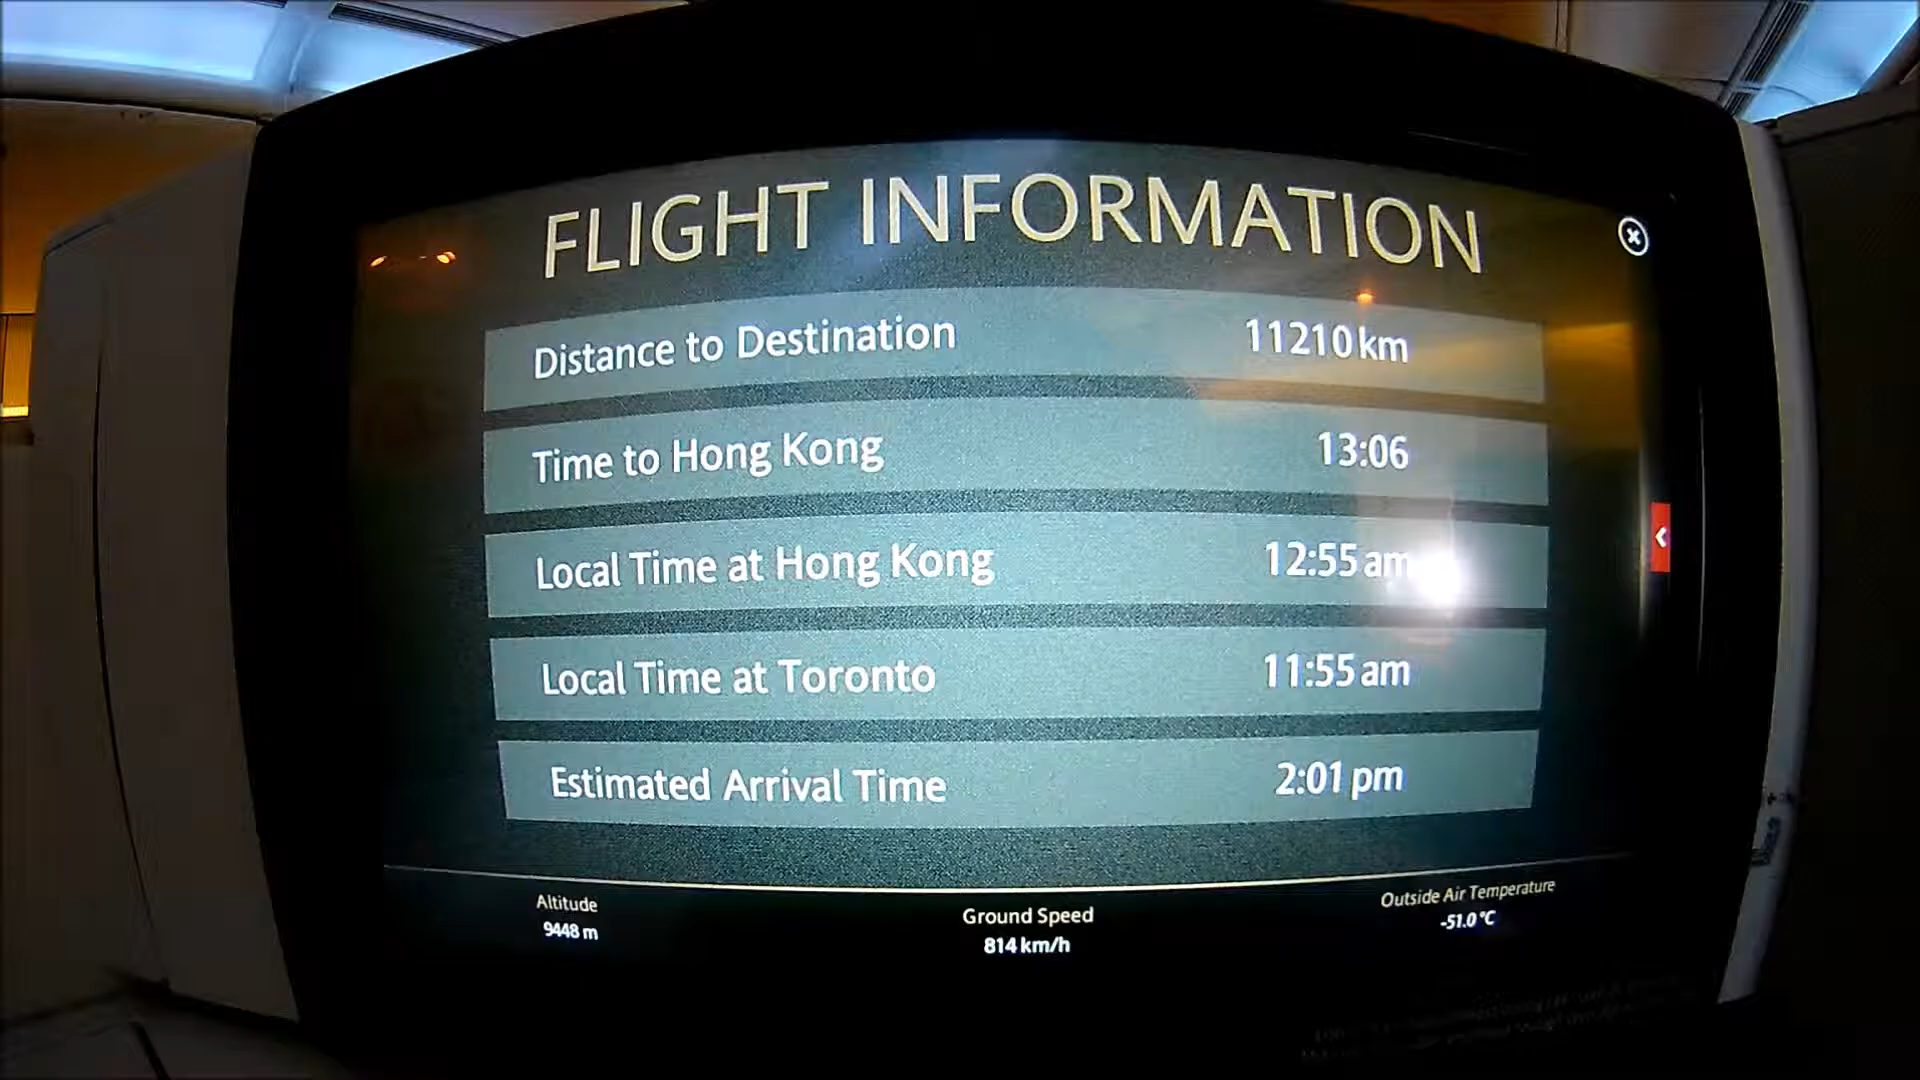 FLIGHT INFORMATION
Distance to Destination 11210 km
Time to Hong Kong 13:06
Local Time at Hong Kong 12:55 am
Local Time at Toronto 11:55 am
Estimated Arrival Time 2:01 pm
Altitude
9448 m
Ground Speed
814 km/h
Outside Air Temperature
-51.0 °C